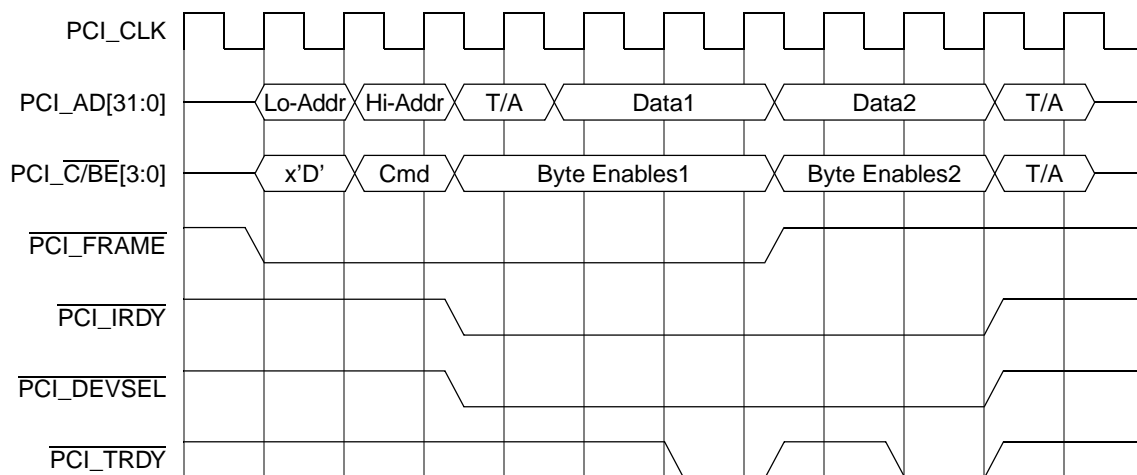 PCI_CLK
PCI_AD[31:0] Lo-Addr Hi-Addr T/A Data1 Data2 T/A
PCI_C/BE[3:0] x'D' Cmd Byte Enables1 Byte Enables2 T/A
PCI_FRAME
PCI_IRDY
PCI_DEVSEL
PCI_TRDY